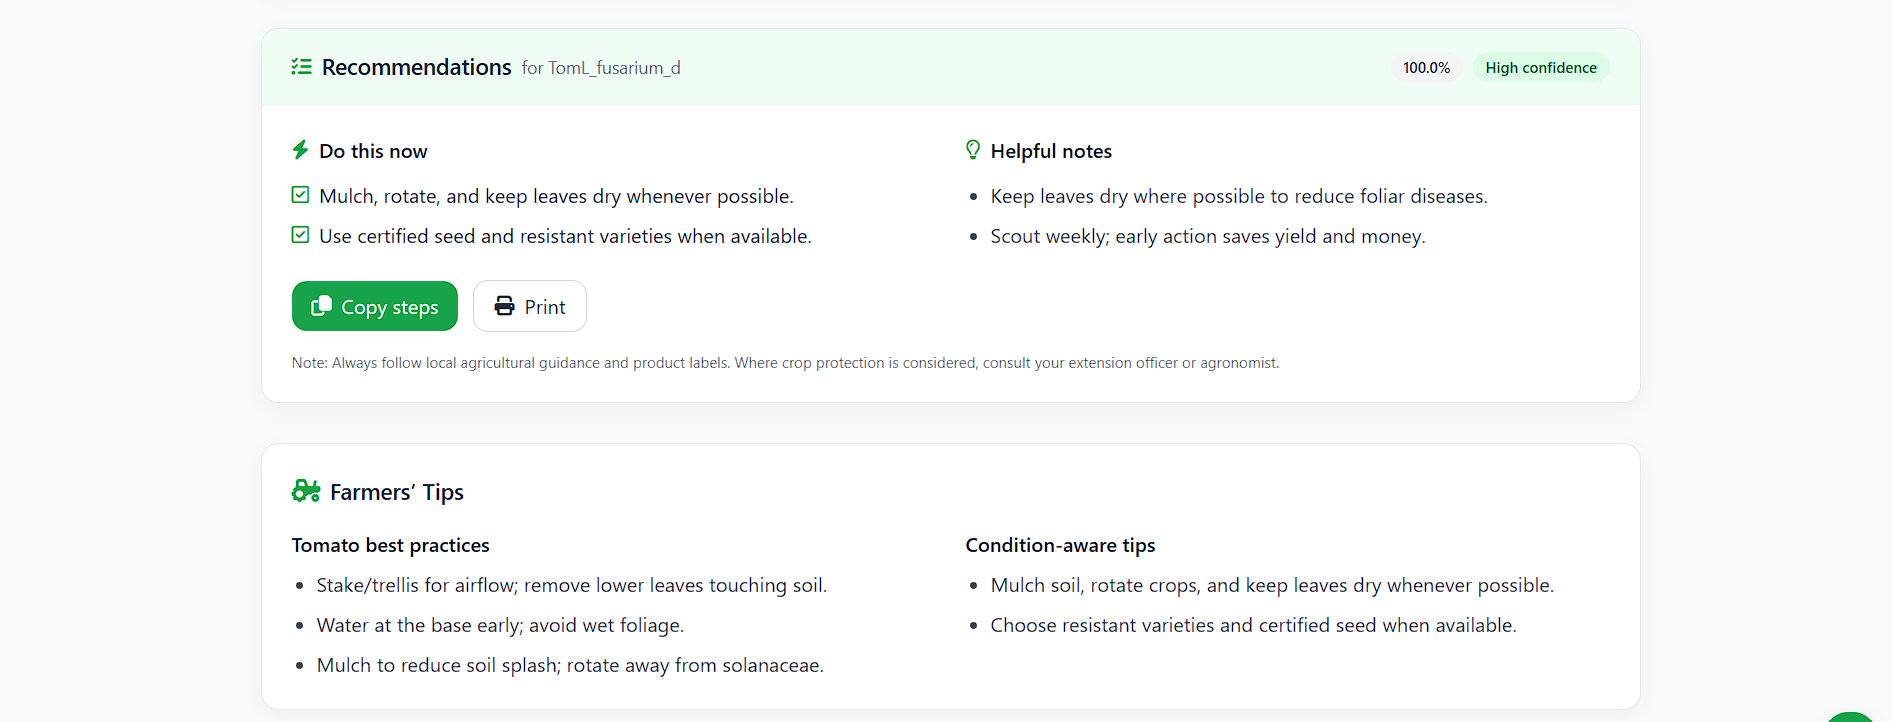 Recommendations for TomL_fusarium_d
100.0%
High confidence
Do this now
Mulch, rotate, and keep leaves dry whenever possible.
Use certified seed and resistant varieties when available.
Helpful notes
Keep leaves dry where possible to reduce foliar diseases.
Scout weekly; early action saves yield and money.
Copy steps
Print
Note: Always follow local agricultural guidance and product labels. Where crop protection is considered, consult your extension officer or agronomist.
Farmers’ Tips
Tomato best practices
Stake/trellis for airflow; remove lower leaves touching soil.
Water at the base early; avoid wet foliage.
Mulch to reduce soil splash; rotate away from solanaceae.
Condition-aware tips
Mulch soil, rotate crops, and keep leaves dry whenever possible.
Choose resistant varieties and certified seed when available.